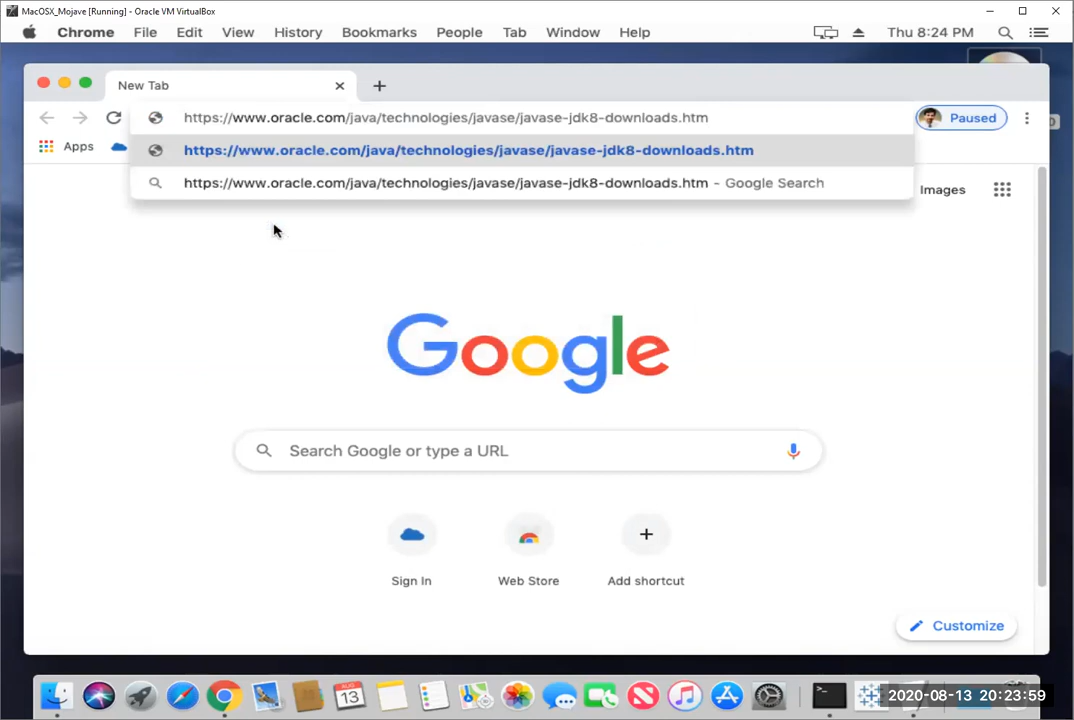 MacOSX_Mojave [Running] - Oracle VM VirtualBox
Chrome File Edit View History Bookmarks People Tab Window Help Thu 8:24 PM
New Tab
https://www.oracle.com/java/technologies/javase/javase-jdk8-downloads.htm Paused
Apps
https://www.oracle.com/java/technologies/javase/javase-jdk8-downloads.htm
https://www.oracle.com/java/technologies/javase/javase-jdk8-downloads.htm - Google Search
Images
Google
Search Google or type a URL
Sign In Web Store Add shortcut
Customize
AUG
13
2020-08-13 20:23:59